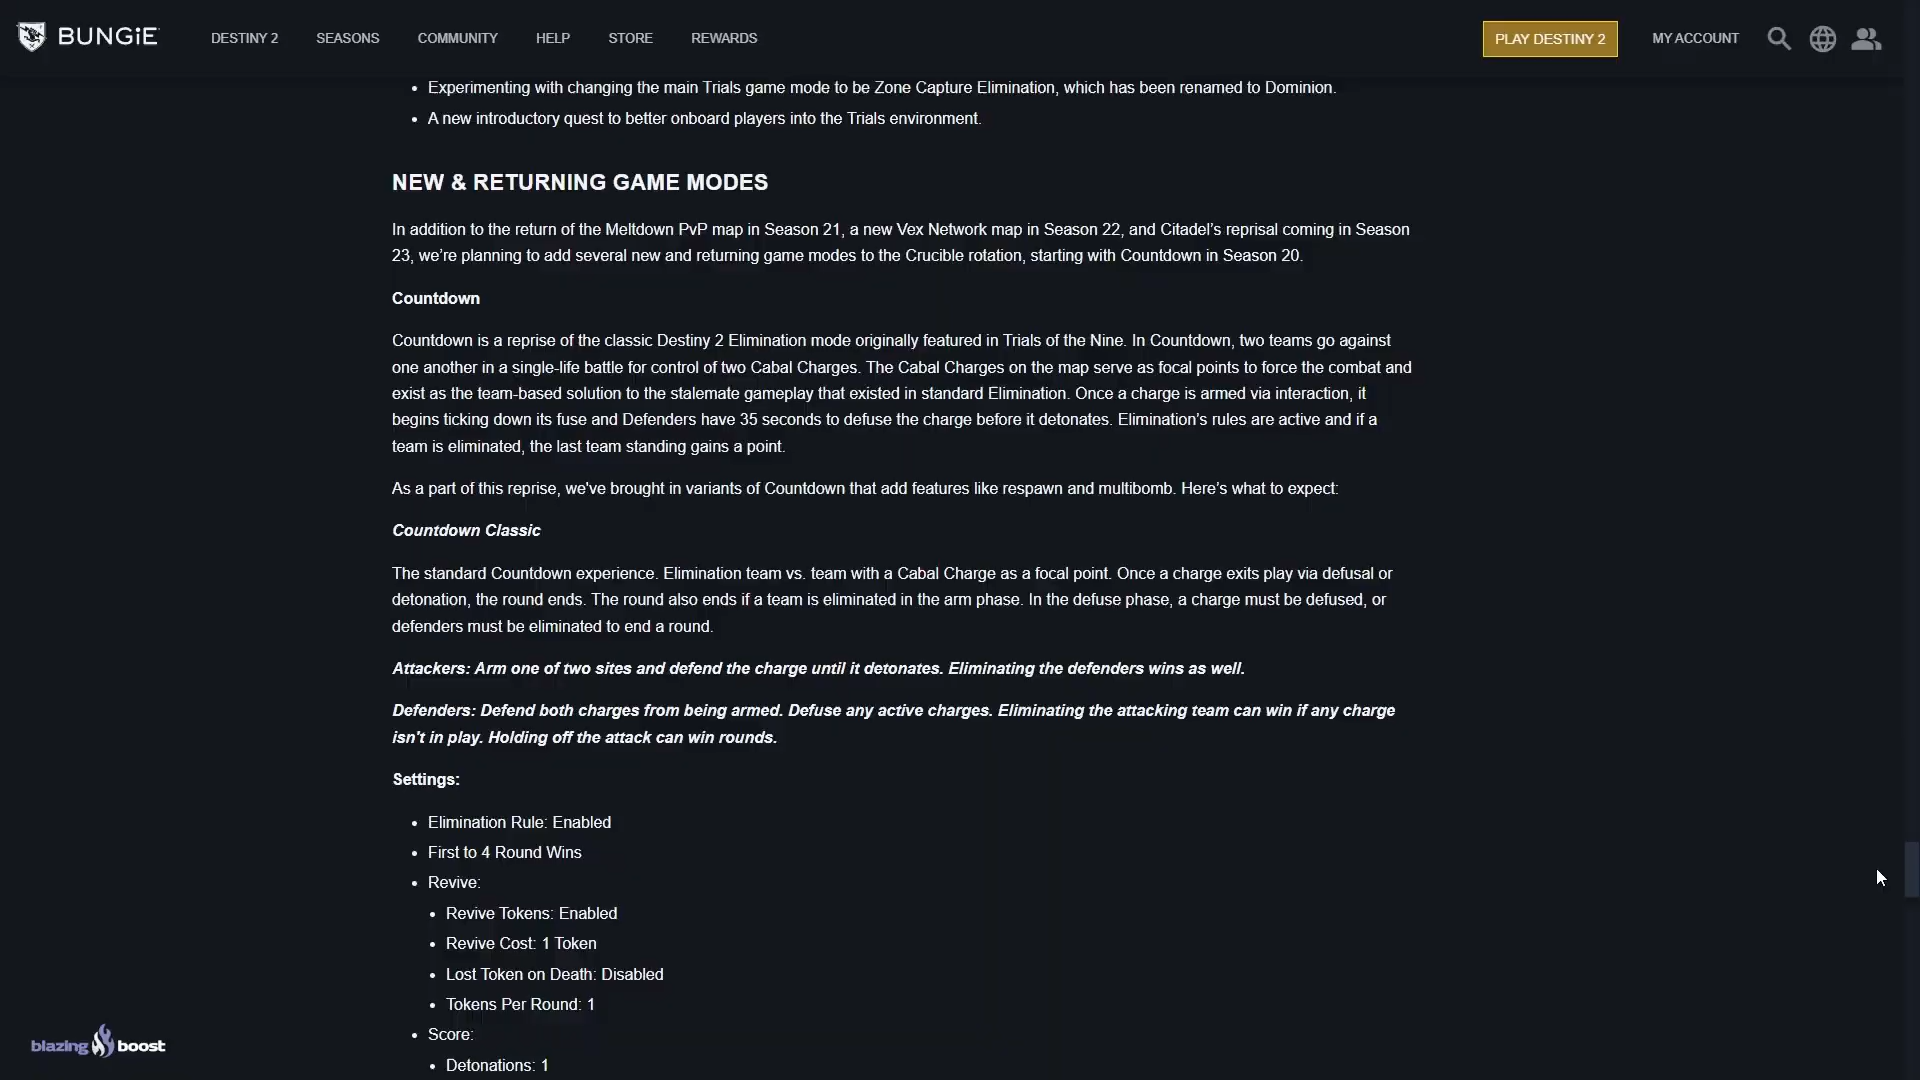 BUNGiE
DESTINY 2
SEASONS
COMMUNITY
HELP
STORE
REWARDS
PLAY DESTINY 2
MY ACCOUNT
• Experimenting with changing the main Trials game mode to be Zone Capture Elimination, which has been renamed to Dominion.
• A new introductory quest to better onboard players into the Trials environment.
NEW & RETURNING GAME MODES
In addition to the return of the Meltdown PvP map in Season 21, a new Vex Network map in Season 22, and Citadel's reprisal coming in Season
23, we're planning to add several new and returning game modes to the Crucible rotation, starting with Countdown in Season 20.
Countdown
Countdown is a reprise of the classic Destiny 2 Elimination mode originally featured in Trials of the Nine. In Countdown, two teams go against
one another in a single-life battle for control of two Cabal Charges. The Cabal Charges on the map serve as focal points to force the combat and
exist as the team-based solution to the stalemate gameplay that existed in standard Elimination. Once a charge is armed via interaction, it
begins ticking down its fuse and Defenders have 35 seconds to defuse the charge before it detonates. Elimination's rules are active and if a
team is eliminated, the last team standing gains a point.
As a part of this reprise, we've brought in variants of Countdown that add features like respawn and multibomb. Here's what to expect:
Countdown Classic
The standard Countdown experience. Elimination team vs. team with a Cabal Charge as a focal point. Once a charge exits play via defusal or
detonation, the round ends. The round also ends if a team is eliminated in the arm phase. In the defuse phase, a charge must be defused, or
defenders must be eliminated to end a round.
Attackers: Arm one of two sites and defend the charge until it detonates. Eliminating the defenders wins as well.
Defenders: Defend both charges from being armed. Defuse any active charges. Eliminating the attacking team can win if any charge
isn't in play. Holding off the attack can win rounds.
Settings:
• Elimination Rule: Enabled
• First to 4 Round Wins
• Revive:
• Revive Tokens: Enabled
• Revive Cost: 1 Token
• Lost Token on Death: Disabled
• Tokens Per Round: 1
• Score:
• Detonations: 1
blazing boost